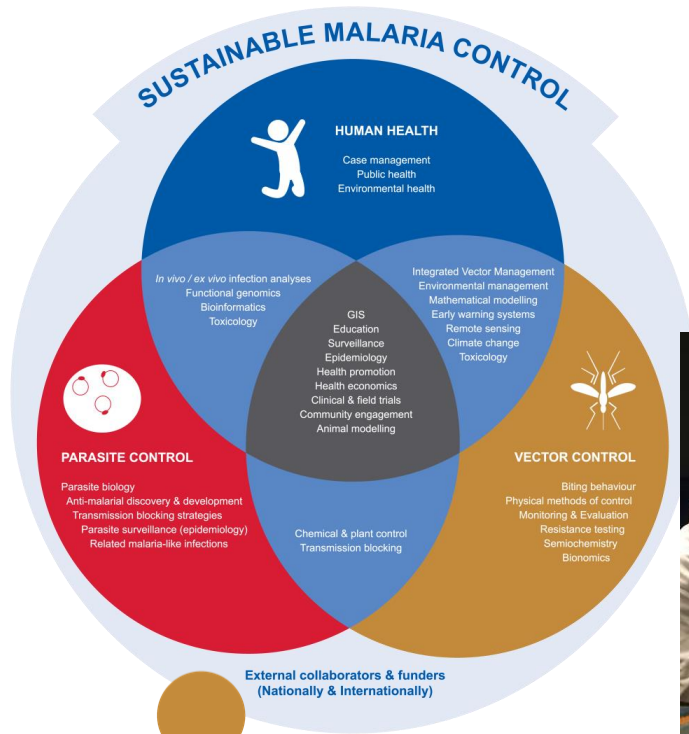 SUSTAINABLE MALARIA CONTROL
HUMAN HEALTH
Case management
Public health
Environmental health
In vivo / ex vivo infection analyses
Functional genomics
Bioinformatics
Toxicology
Integrated Vector Management
Environmental management
Mathematical modelling
Early warning systems
Remote sensing
Climate change
Toxicology
GIS
Education
Surveillance
Epidemiology
Health promotion
Health economics
Clinical & field trials
Community engagement
Animal modelling
PARASITE CONTROL
Parasite biology
Anti-malarial discovery & development
Transmission blocking strategies
Parasite surveillance (epidemiology)
Related malaria-like infections
VECTOR CONTROL
Biting behaviour
Physical methods of control
Monitoring & Evaluation
Resistance testing
Semiochemistry
Bionomics
Chemical & plant control
Transmission blocking
External collaborators & funders
(Nationally & Internationally)